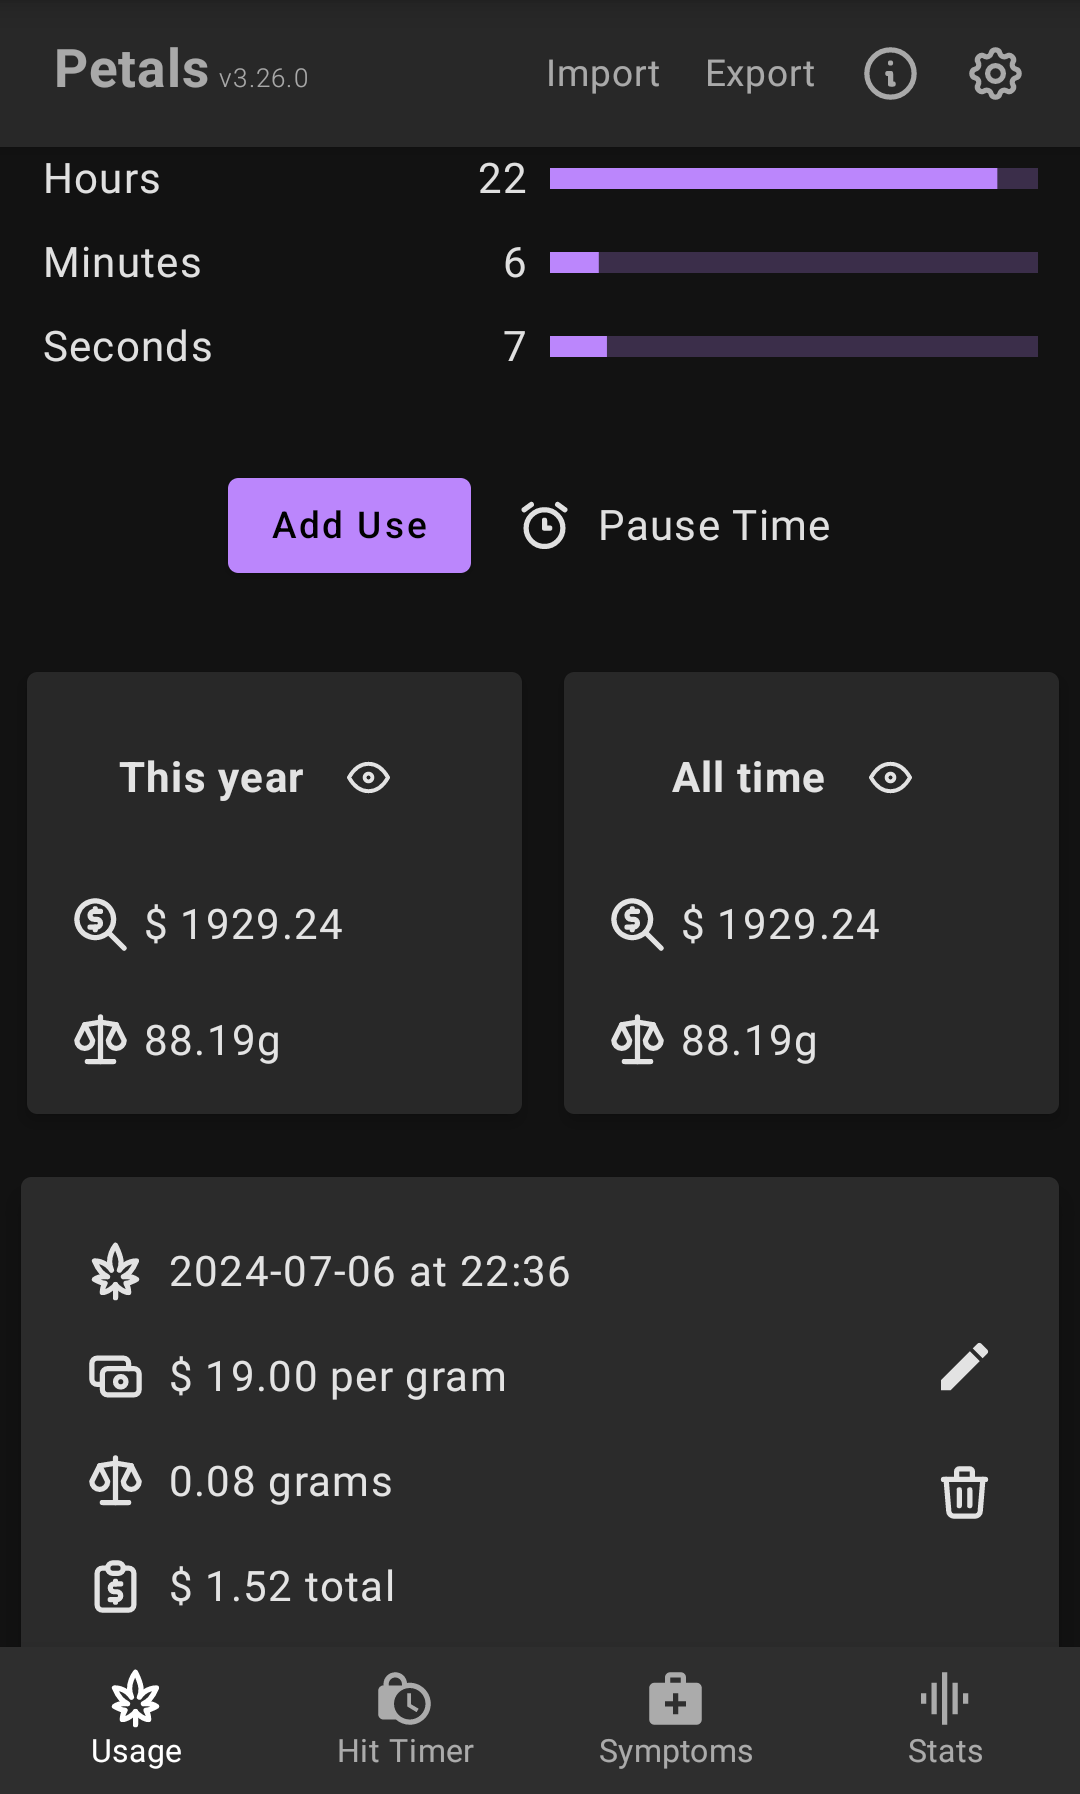 Petals v3.26.0 Import Export
Hours 22
Minutes 6
Seconds 7
Add Use Pause Time
This year
$ 1929.24
88.19g
All time
$ 1929.24
88.19g
2024-07-06 at 22:36
$ 19.00 per gram
0.08 grams
$ 1.52 total
Usage Hit Timer Symptoms Stats